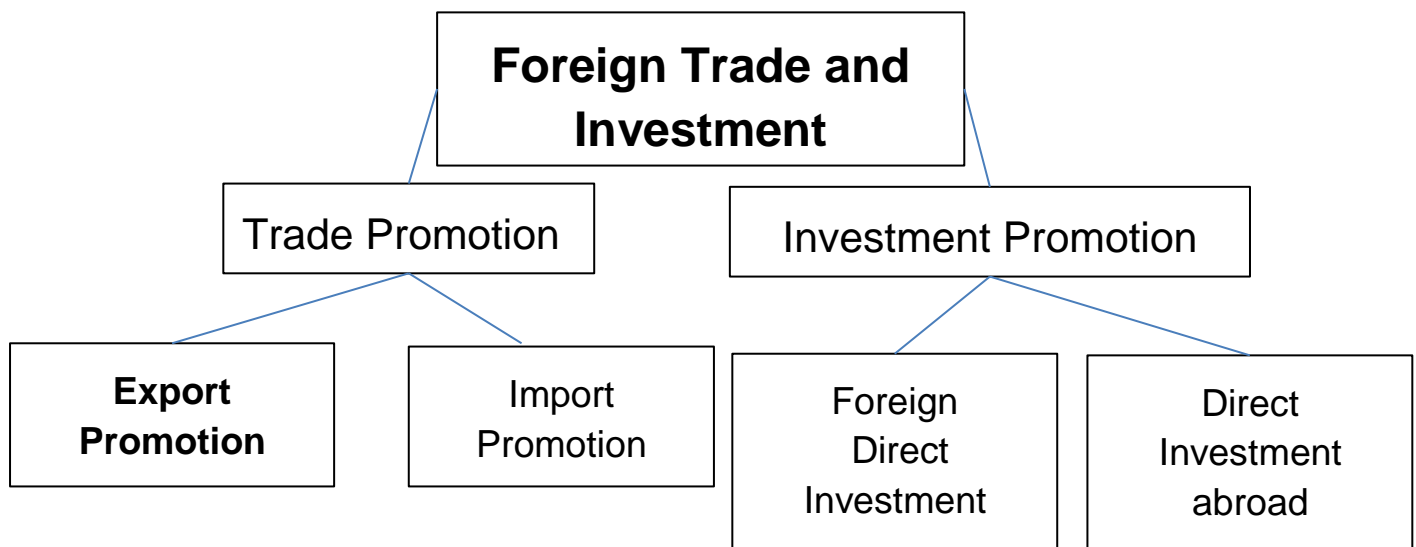 Foreign Trade and
Investment
Trade Promotion
Investment Promotion
Export
Promotion
Import
Promotion
Foreign
Direct
Investment
Direct
Investment
abroad